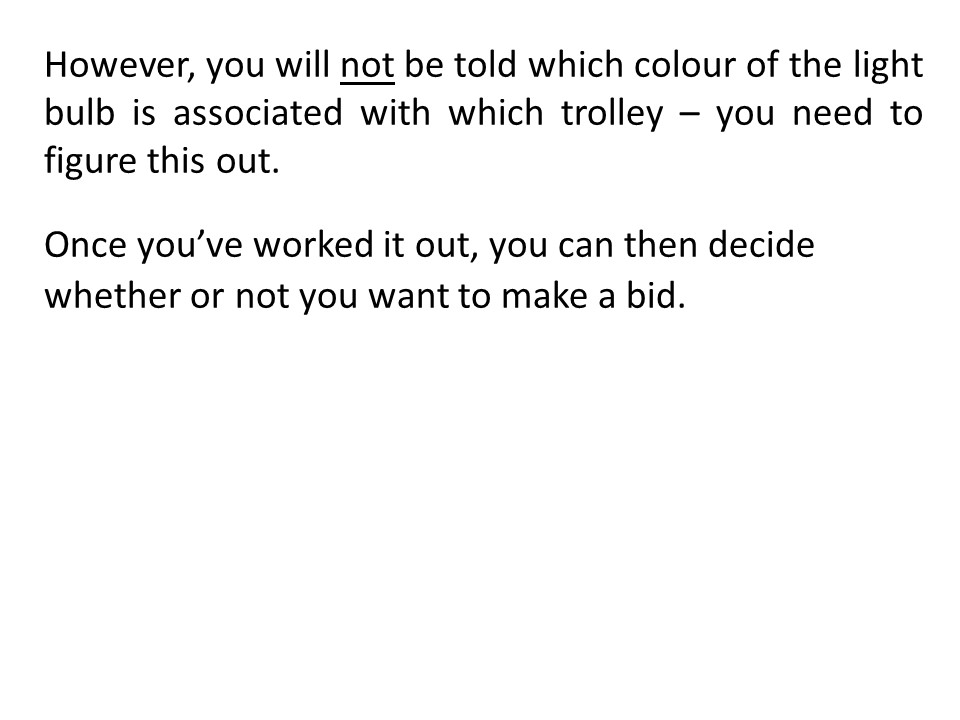 However, you will not be told which colour of the light
bulb is associated with which trolley – you need to
figure this out.
Once you’ve worked it out, you can then decide
whether or not you want to make a bid.